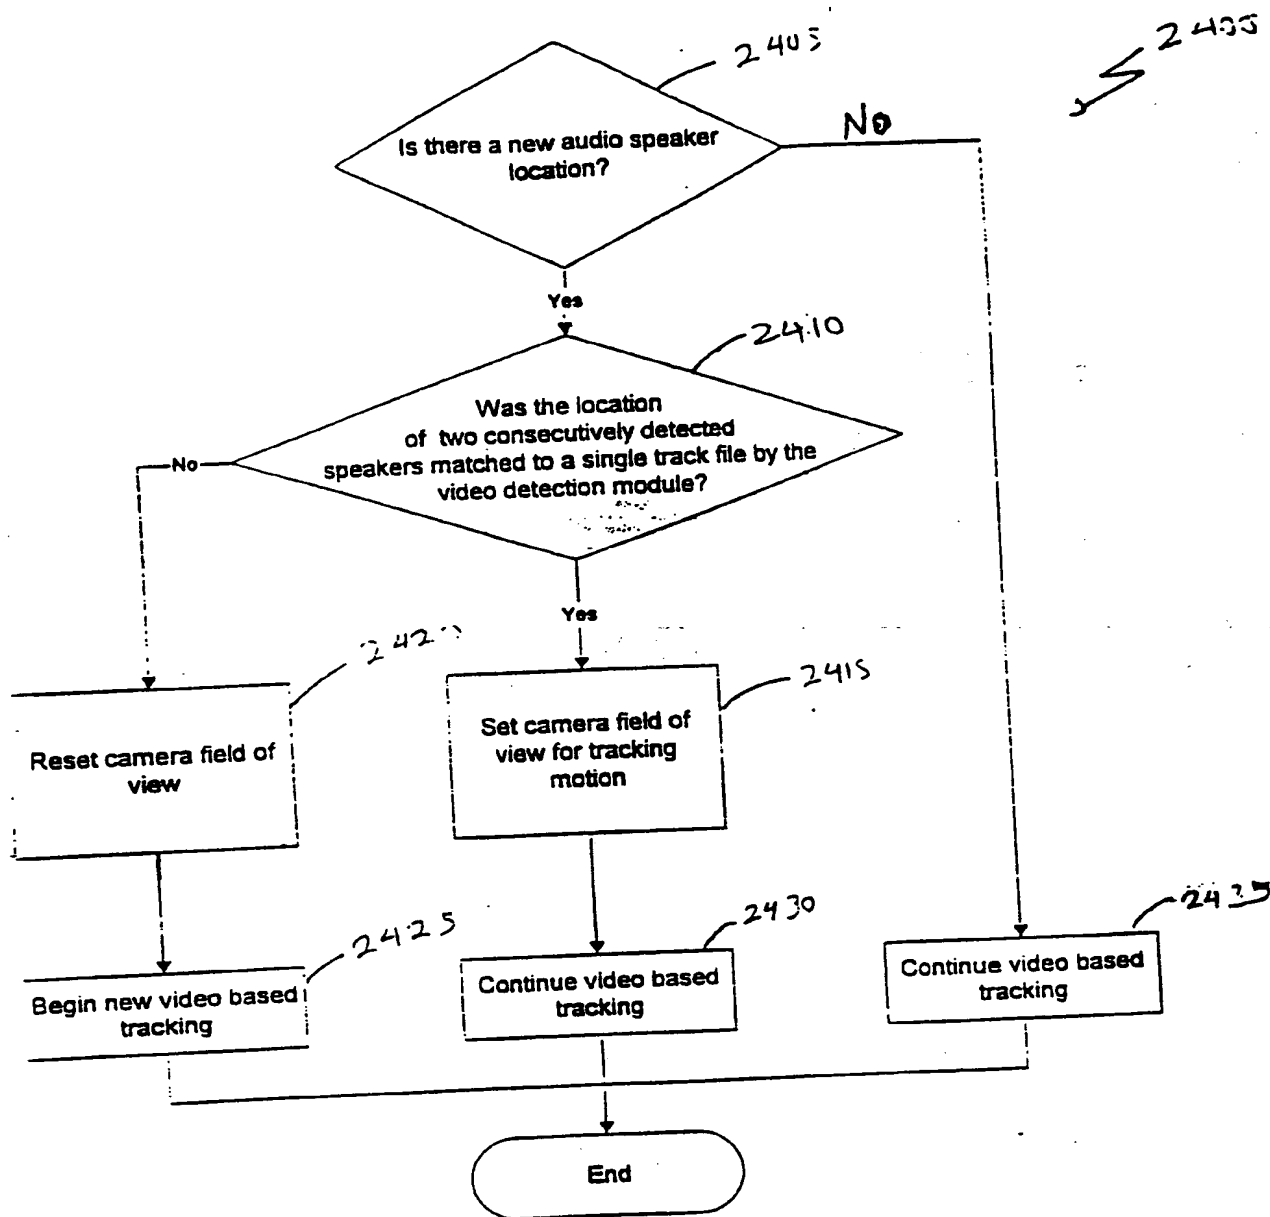 2405
No
Is there a new audio speaker
location?
Yes
2410
Was the location
of two consecutively detected
speakers matched to a single track file by the
video detection module?
No
Yes
2415
Reset camera field of
view
Set camera field of
view for tracking
motion
2425
2430
2435
Begin new video based
tracking
Continue video based
tracking
Continue video based
tracking
End